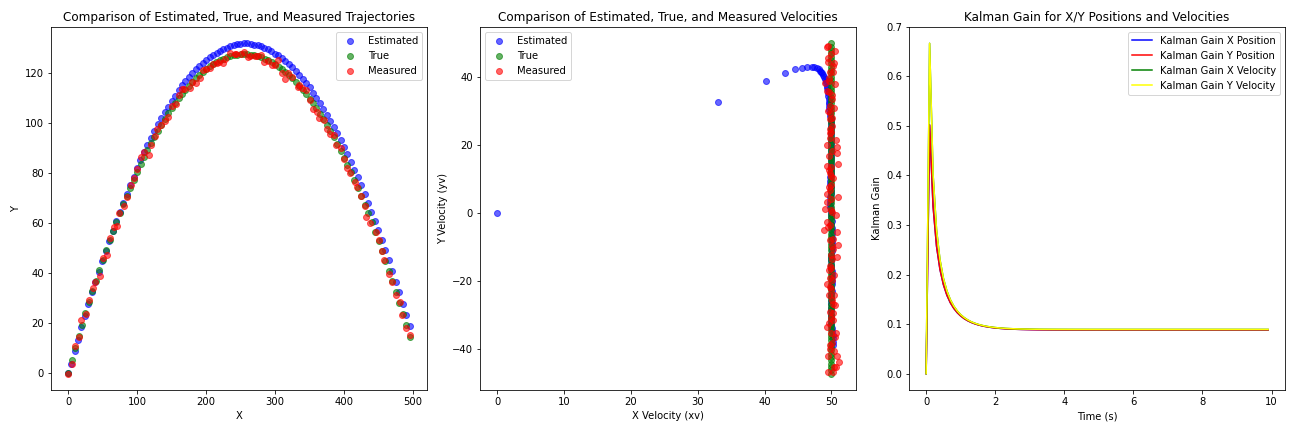 Comparison of Estimated, True, and Measured Trajectories
Estimated
True
Measured
120
100
80
60
40
20
0
Y
0 100 200 300 400 500
X
Comparison of Estimated, True, and Measured Velocities
Estimated
True
Measured
40
20
0
−20
−40
Y Velocity (yv)
0 10 20 30 40 50
X Velocity (xv)
Kalman Gain for X/Y Positions and Velocities
Kalman Gain X Position
Kalman Gain Y Position
Kalman Gain X Velocity
Kalman Gain Y Velocity
0.7
0.6
0.5
0.4
0.3
0.2
0.1
0.0
Kalman Gain
0 2 4 6 8 10
Time (s)